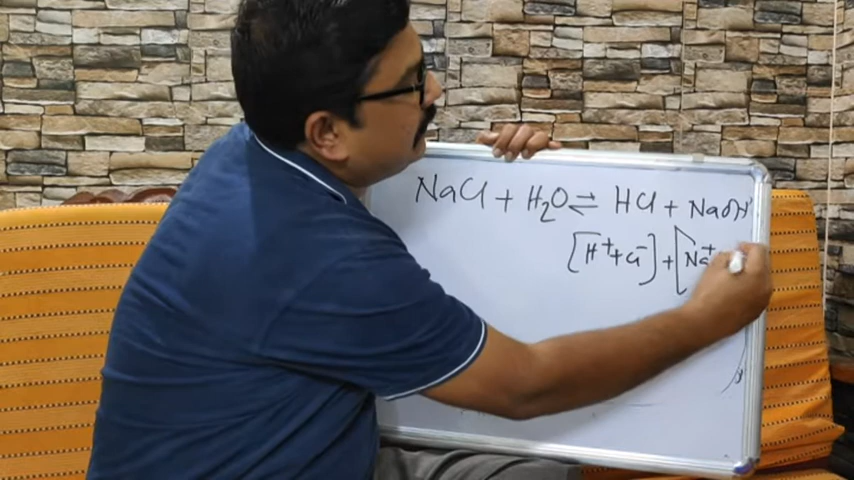 NaCl + H₂O ⇌ HCl + NaOH
[H⁺ + Cl⁻] + [Na⁺